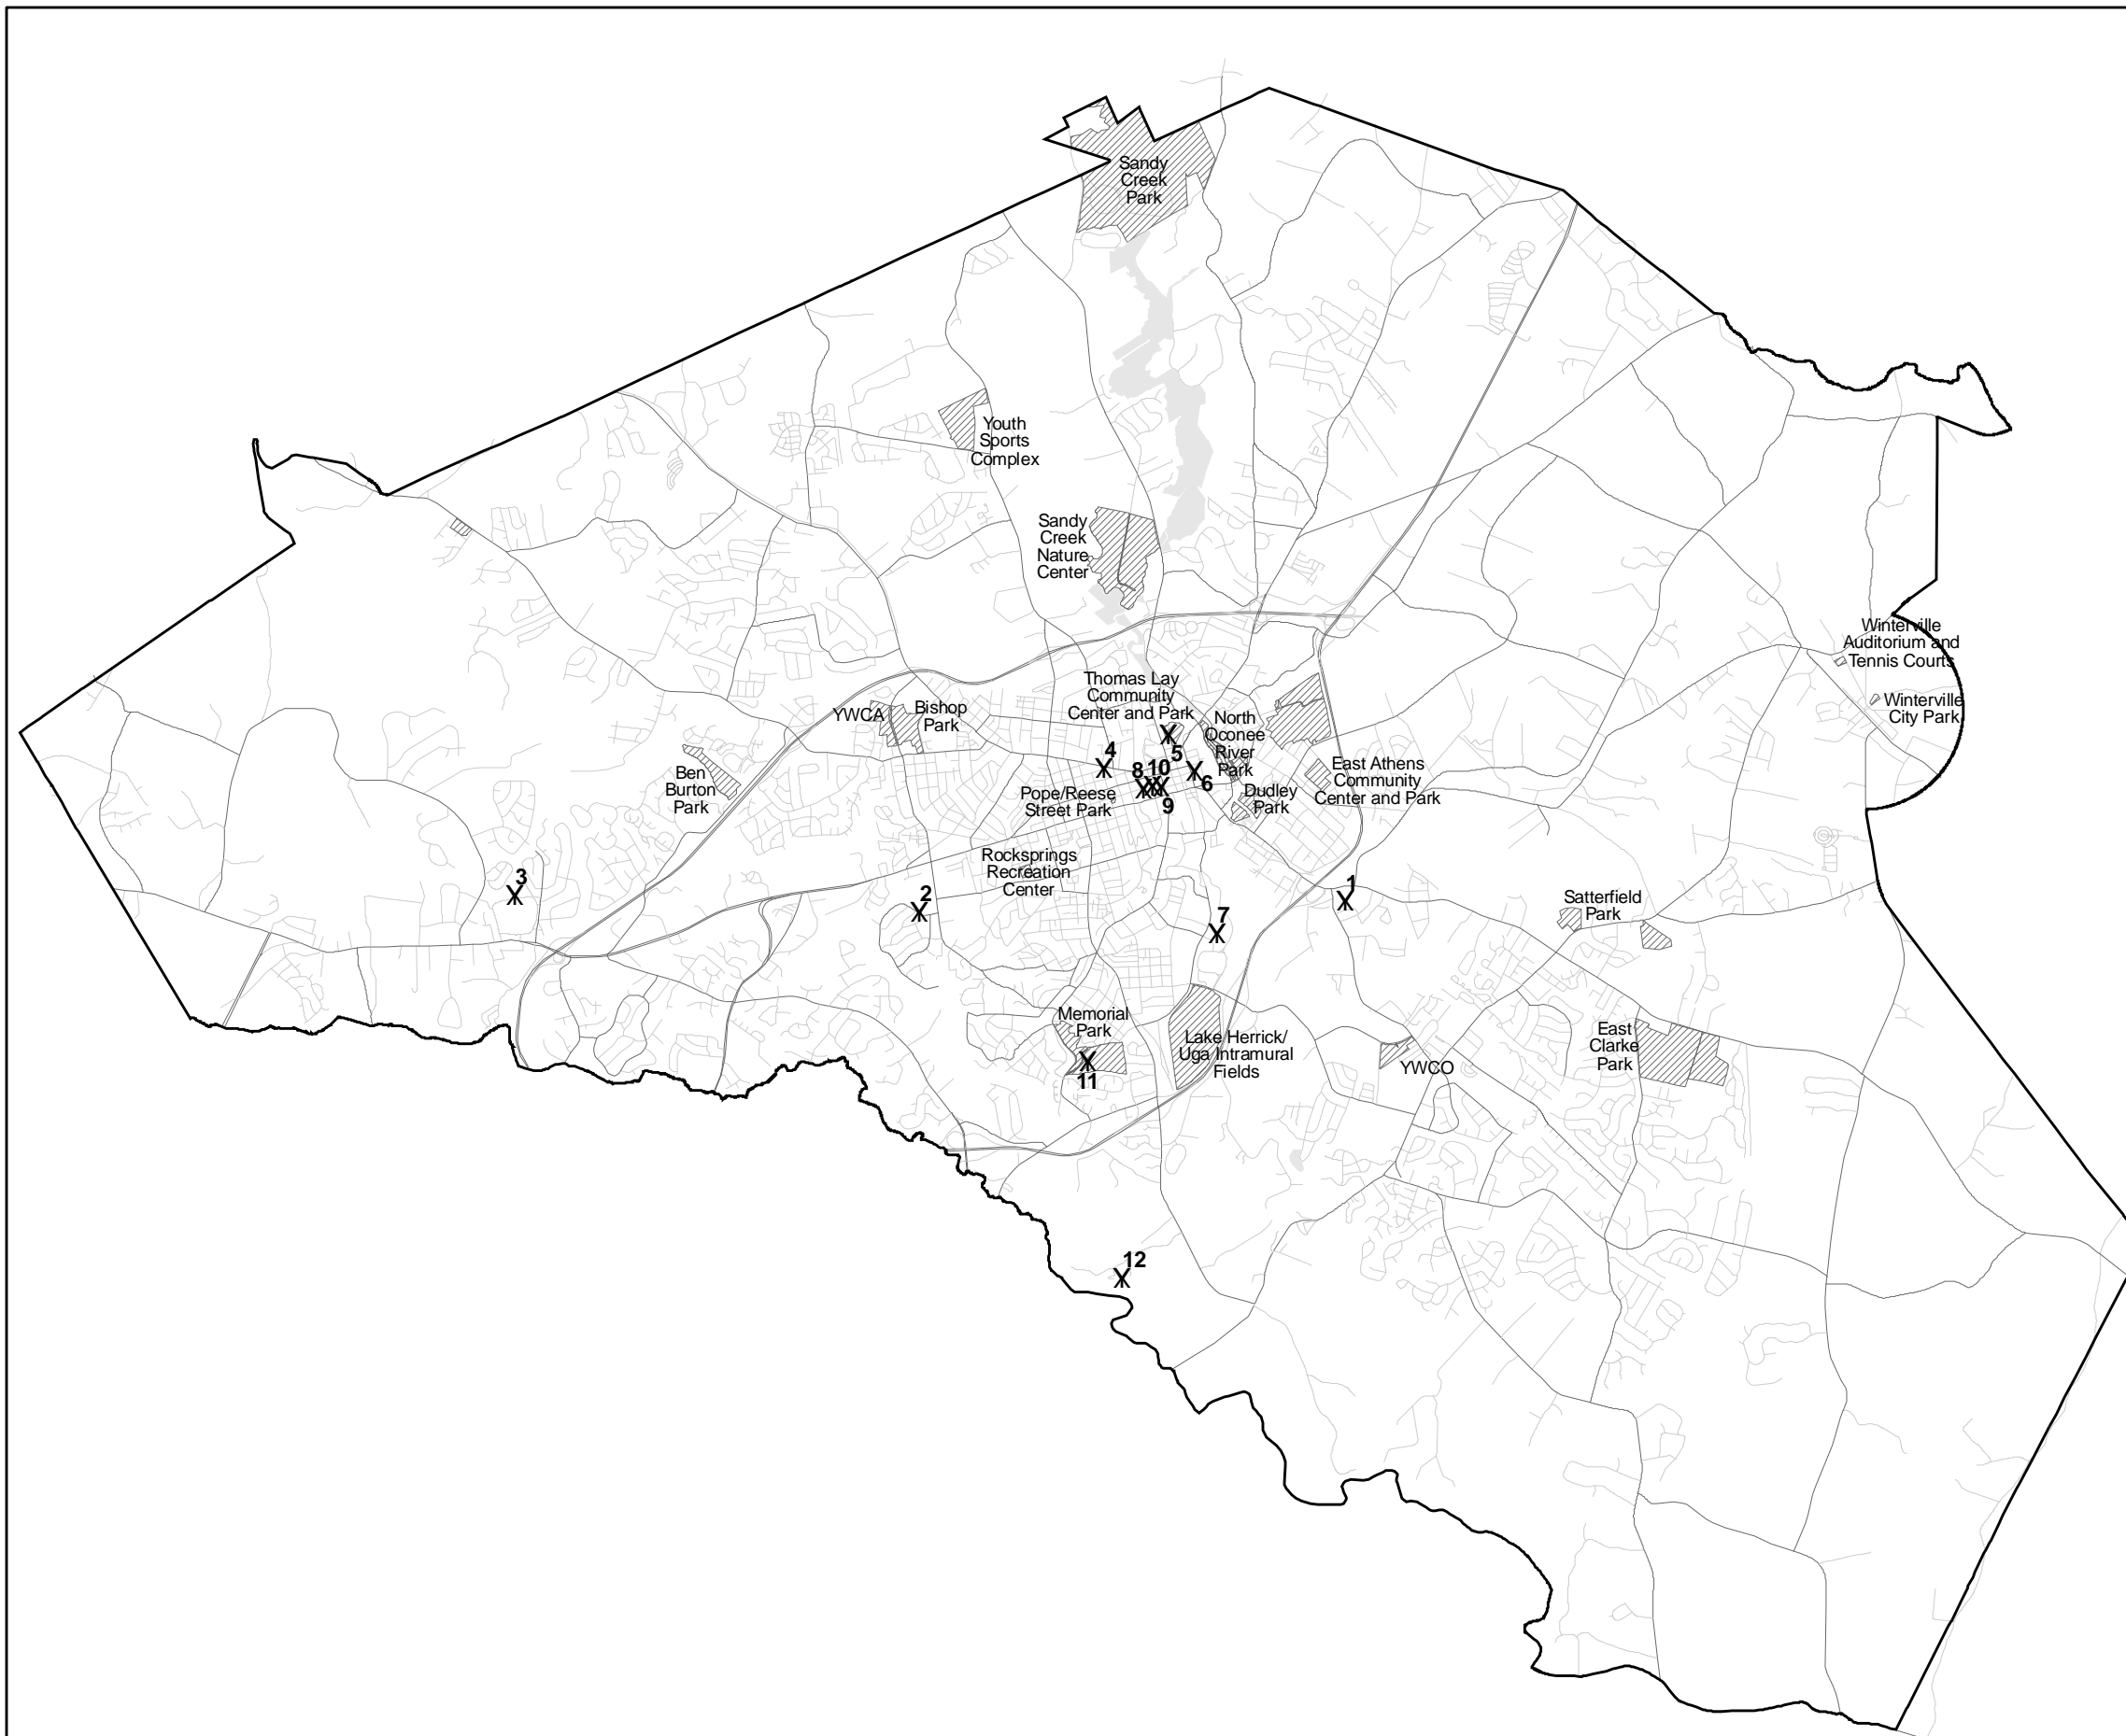 Sandy
Creek
Park
Youth
Sports
Complex
Sandy
Creek
Nature
Center
Winterville
Auditorium and
Tennis Courts
Winterville
City Park
Thomas Lay
Community
Center and Park
YWCA
Bishop
Park
North
Oconee
River
Park
Ben
Burton
Park
4
5
6
8
10
9
Pope/Reese
Street Park
Dudley
Park
East Athens
Community
Center and Park
Rocksprings
Recreation
Center
3
2
1
7
Satterfield
Park
Memorial
Park
11
Lake Herrick/
Uga Intramural
Fields
YWCO
East
Clarke
Park
12